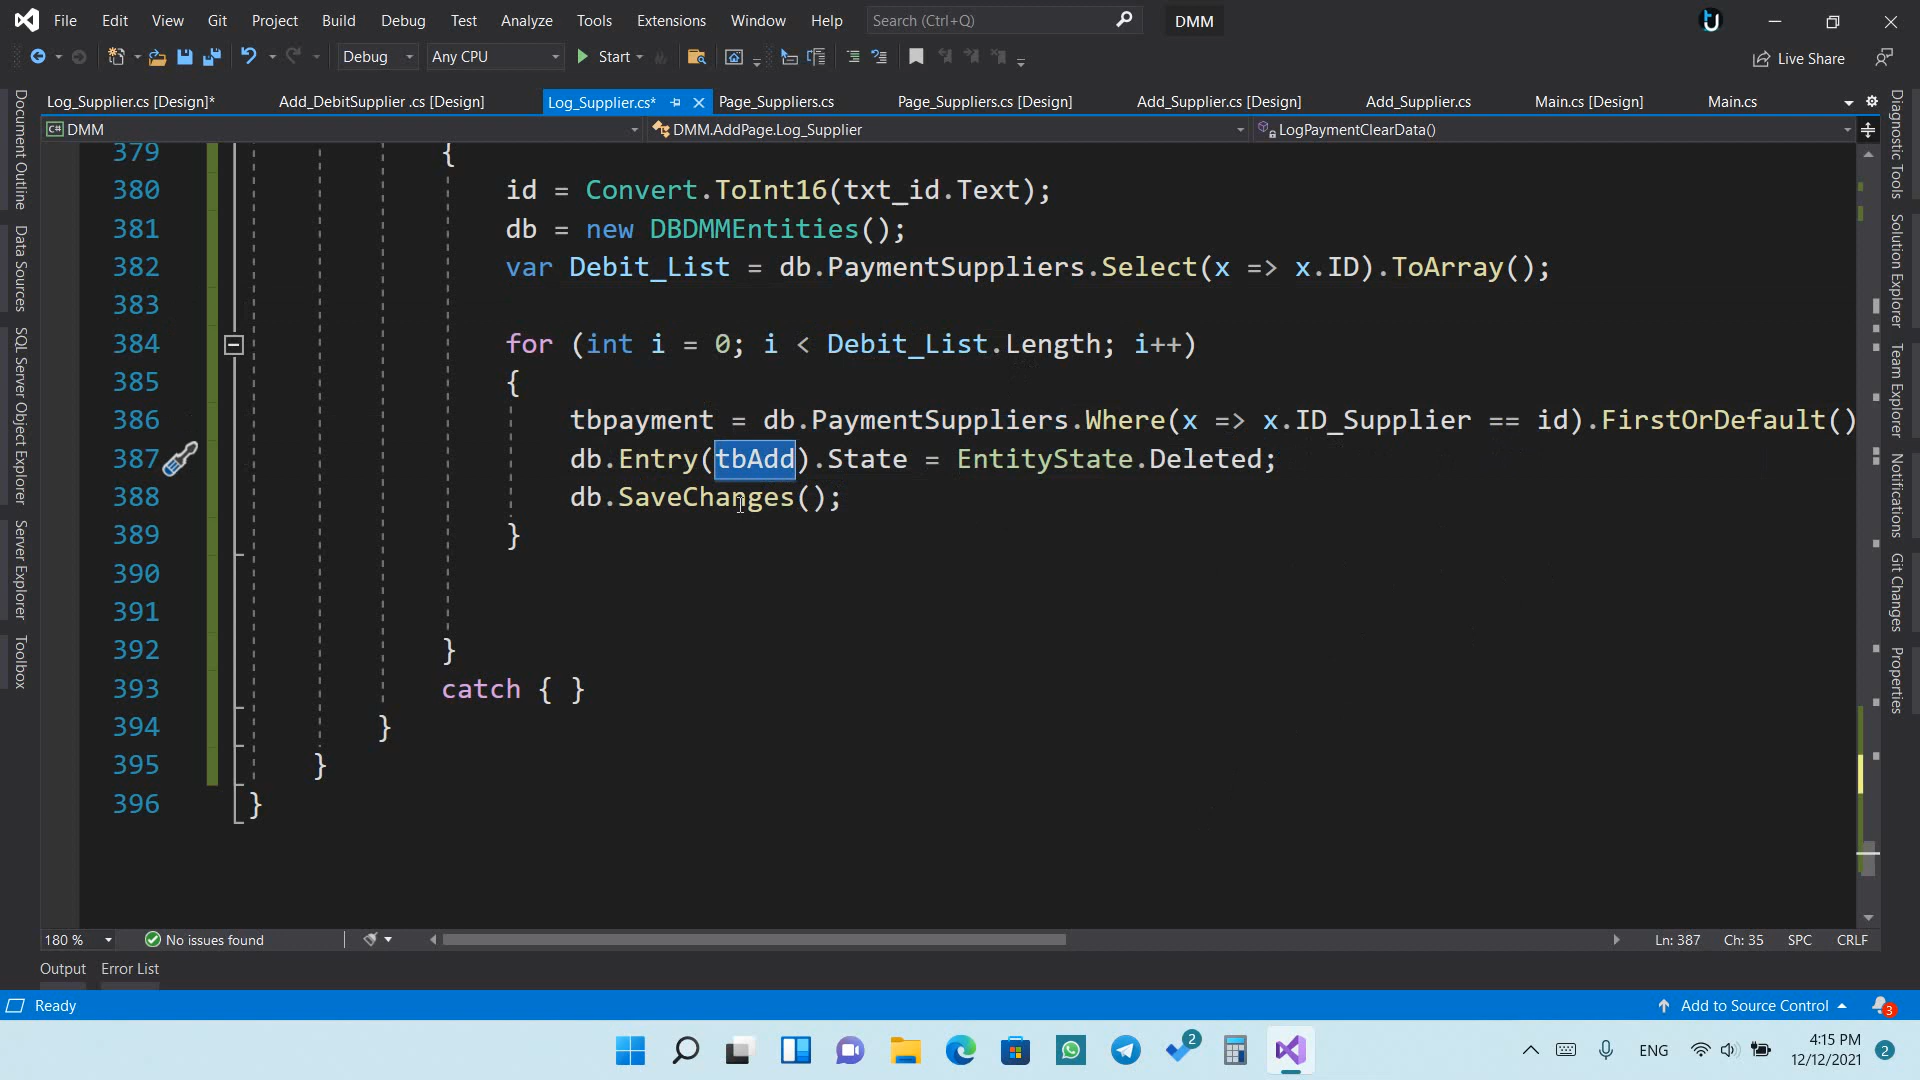 File Edit View Git Project Build Debug Test Analyze Tools Extensions Window Help Search (Ctrl+Q) DMM
Debug Any CPU Start Live Share
Log_Supplier.cs [Design]* Add_DebitSupplier .cs [Design] Log_Supplier.cs* Page_Suppliers.cs Page_Suppliers.cs [Design] Add_Supplier.cs [Design] Add_Supplier.cs Main.cs [Design] Main.cs
C# DMM DMM.AddPage.Log_Supplier LogPaymentClearData()
Document Outline
Data Sources
SQL Server Object Explorer
Server Explorer
Toolbox
379 {
380 id = Convert.ToInt16(txt_id.Text);
381 db = new DBDMMEntities();
382 var Debit_List = db.PaymentSuppliers.Select(x => x.ID).ToArray();
383
384 for (int i = 0; i < Debit_List.Length; i++)
385 {
386 tbpayment = db.PaymentSuppliers.Where(x => x.ID_Supplier == id).FirstOrDefault()
387 db.Entry(tbAdd).State = EntityState.Deleted;
388 db.SaveChanges();
389 }
390
391
392 }
393 catch { }
394 }
395 }
396 }
Diagnostic Tools
Solution Explorer
Team Explorer
Notifications
Git Changes
Properties
180 % No issues found Ln: 387 Ch: 35 SPC CRLF
Output Error List
Ready Add to Source Control 3
2 ENG 4:15 PM 2
12/12/2021